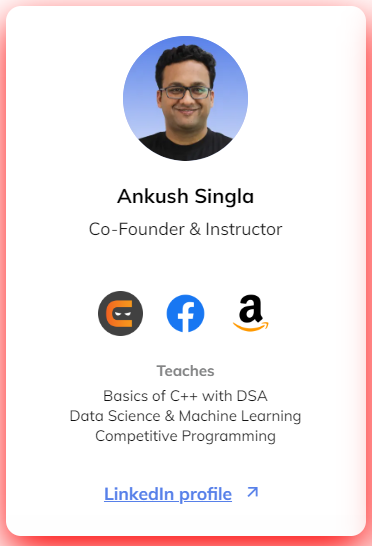 Ankush Singla
Co-Founder & Instructor
a
Teaches
Basics of C++ with DSA
Data Science & Machine Learning
Competitive Programming
LinkedIn profile